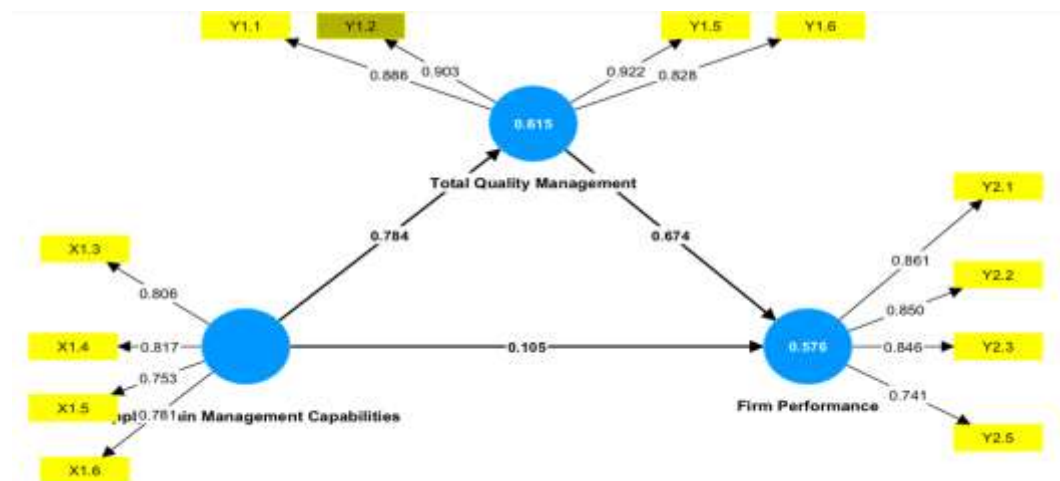 Y1.1 Y1.2 Y1.5 Y1.6
0.886 0.903 0.922 0.828
0.615
Total Quality Management
Y2.1
0.784 0.674
X1.3
0.861
Y2.2
0.806
0.850
X1.4 0.817 0.105 0.576 0.846 Y2.3
0.753
0.741
X1.5 0.781 Management Capabilities
Firm Performance
Y2.5
X1.6